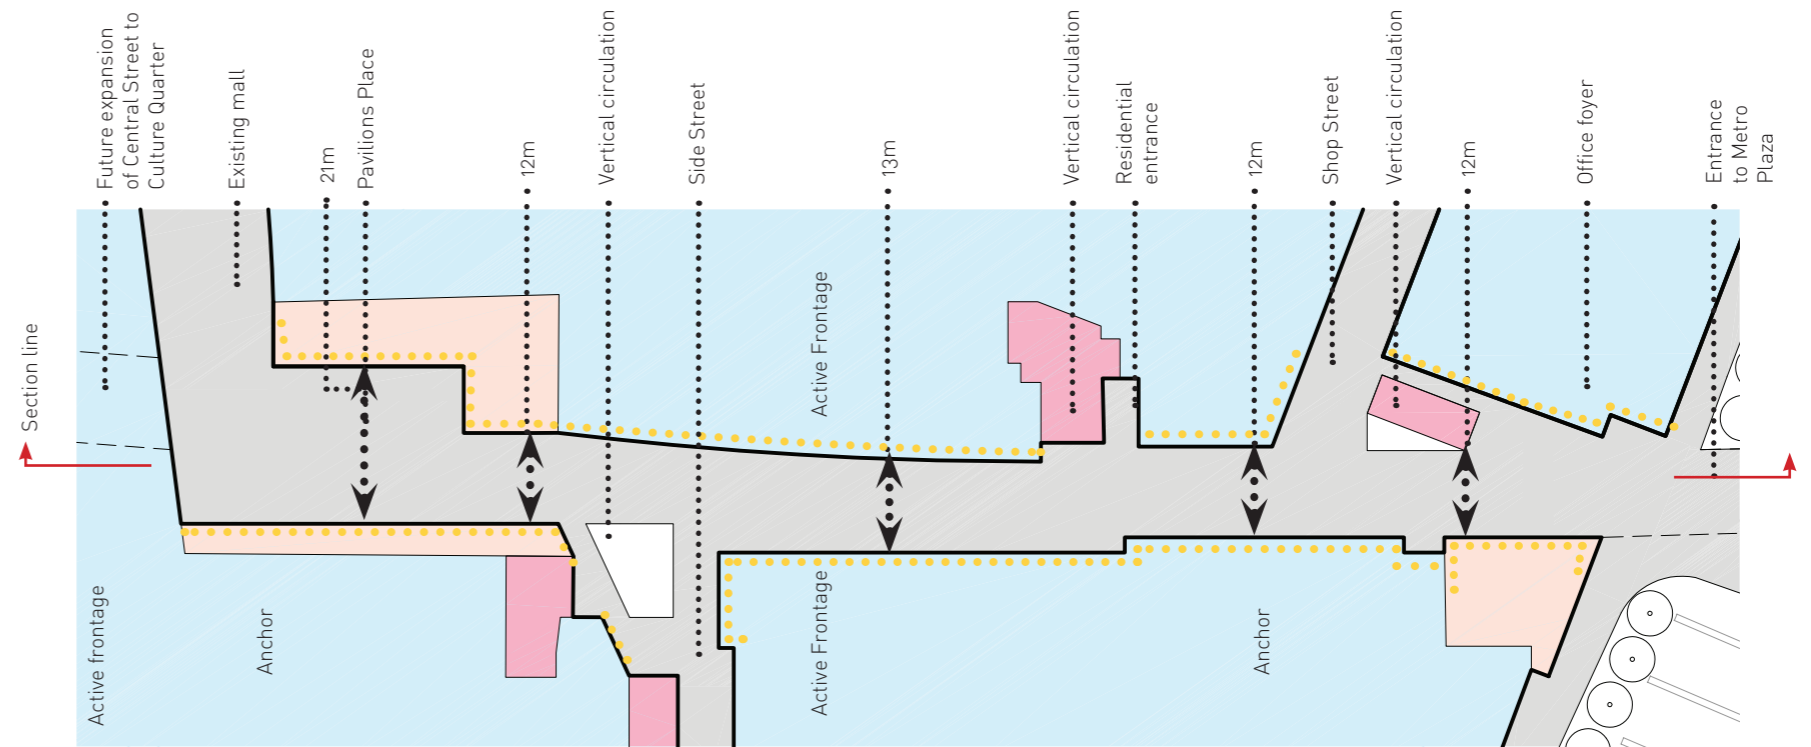 Future expansion
of Central Street to
Culture Quarter
Existing mall
21m
Pavilions Place
12m
Vertical circulation
Side Street
13m
Vertical circulation
Residential
entrance
12m
Shop Street
Vertical circulation
12m
Office foyer
Entrance
to Metro
Plaza
Section line
Active Frontage
Active frontage
Anchor
Active Frontage
Anchor